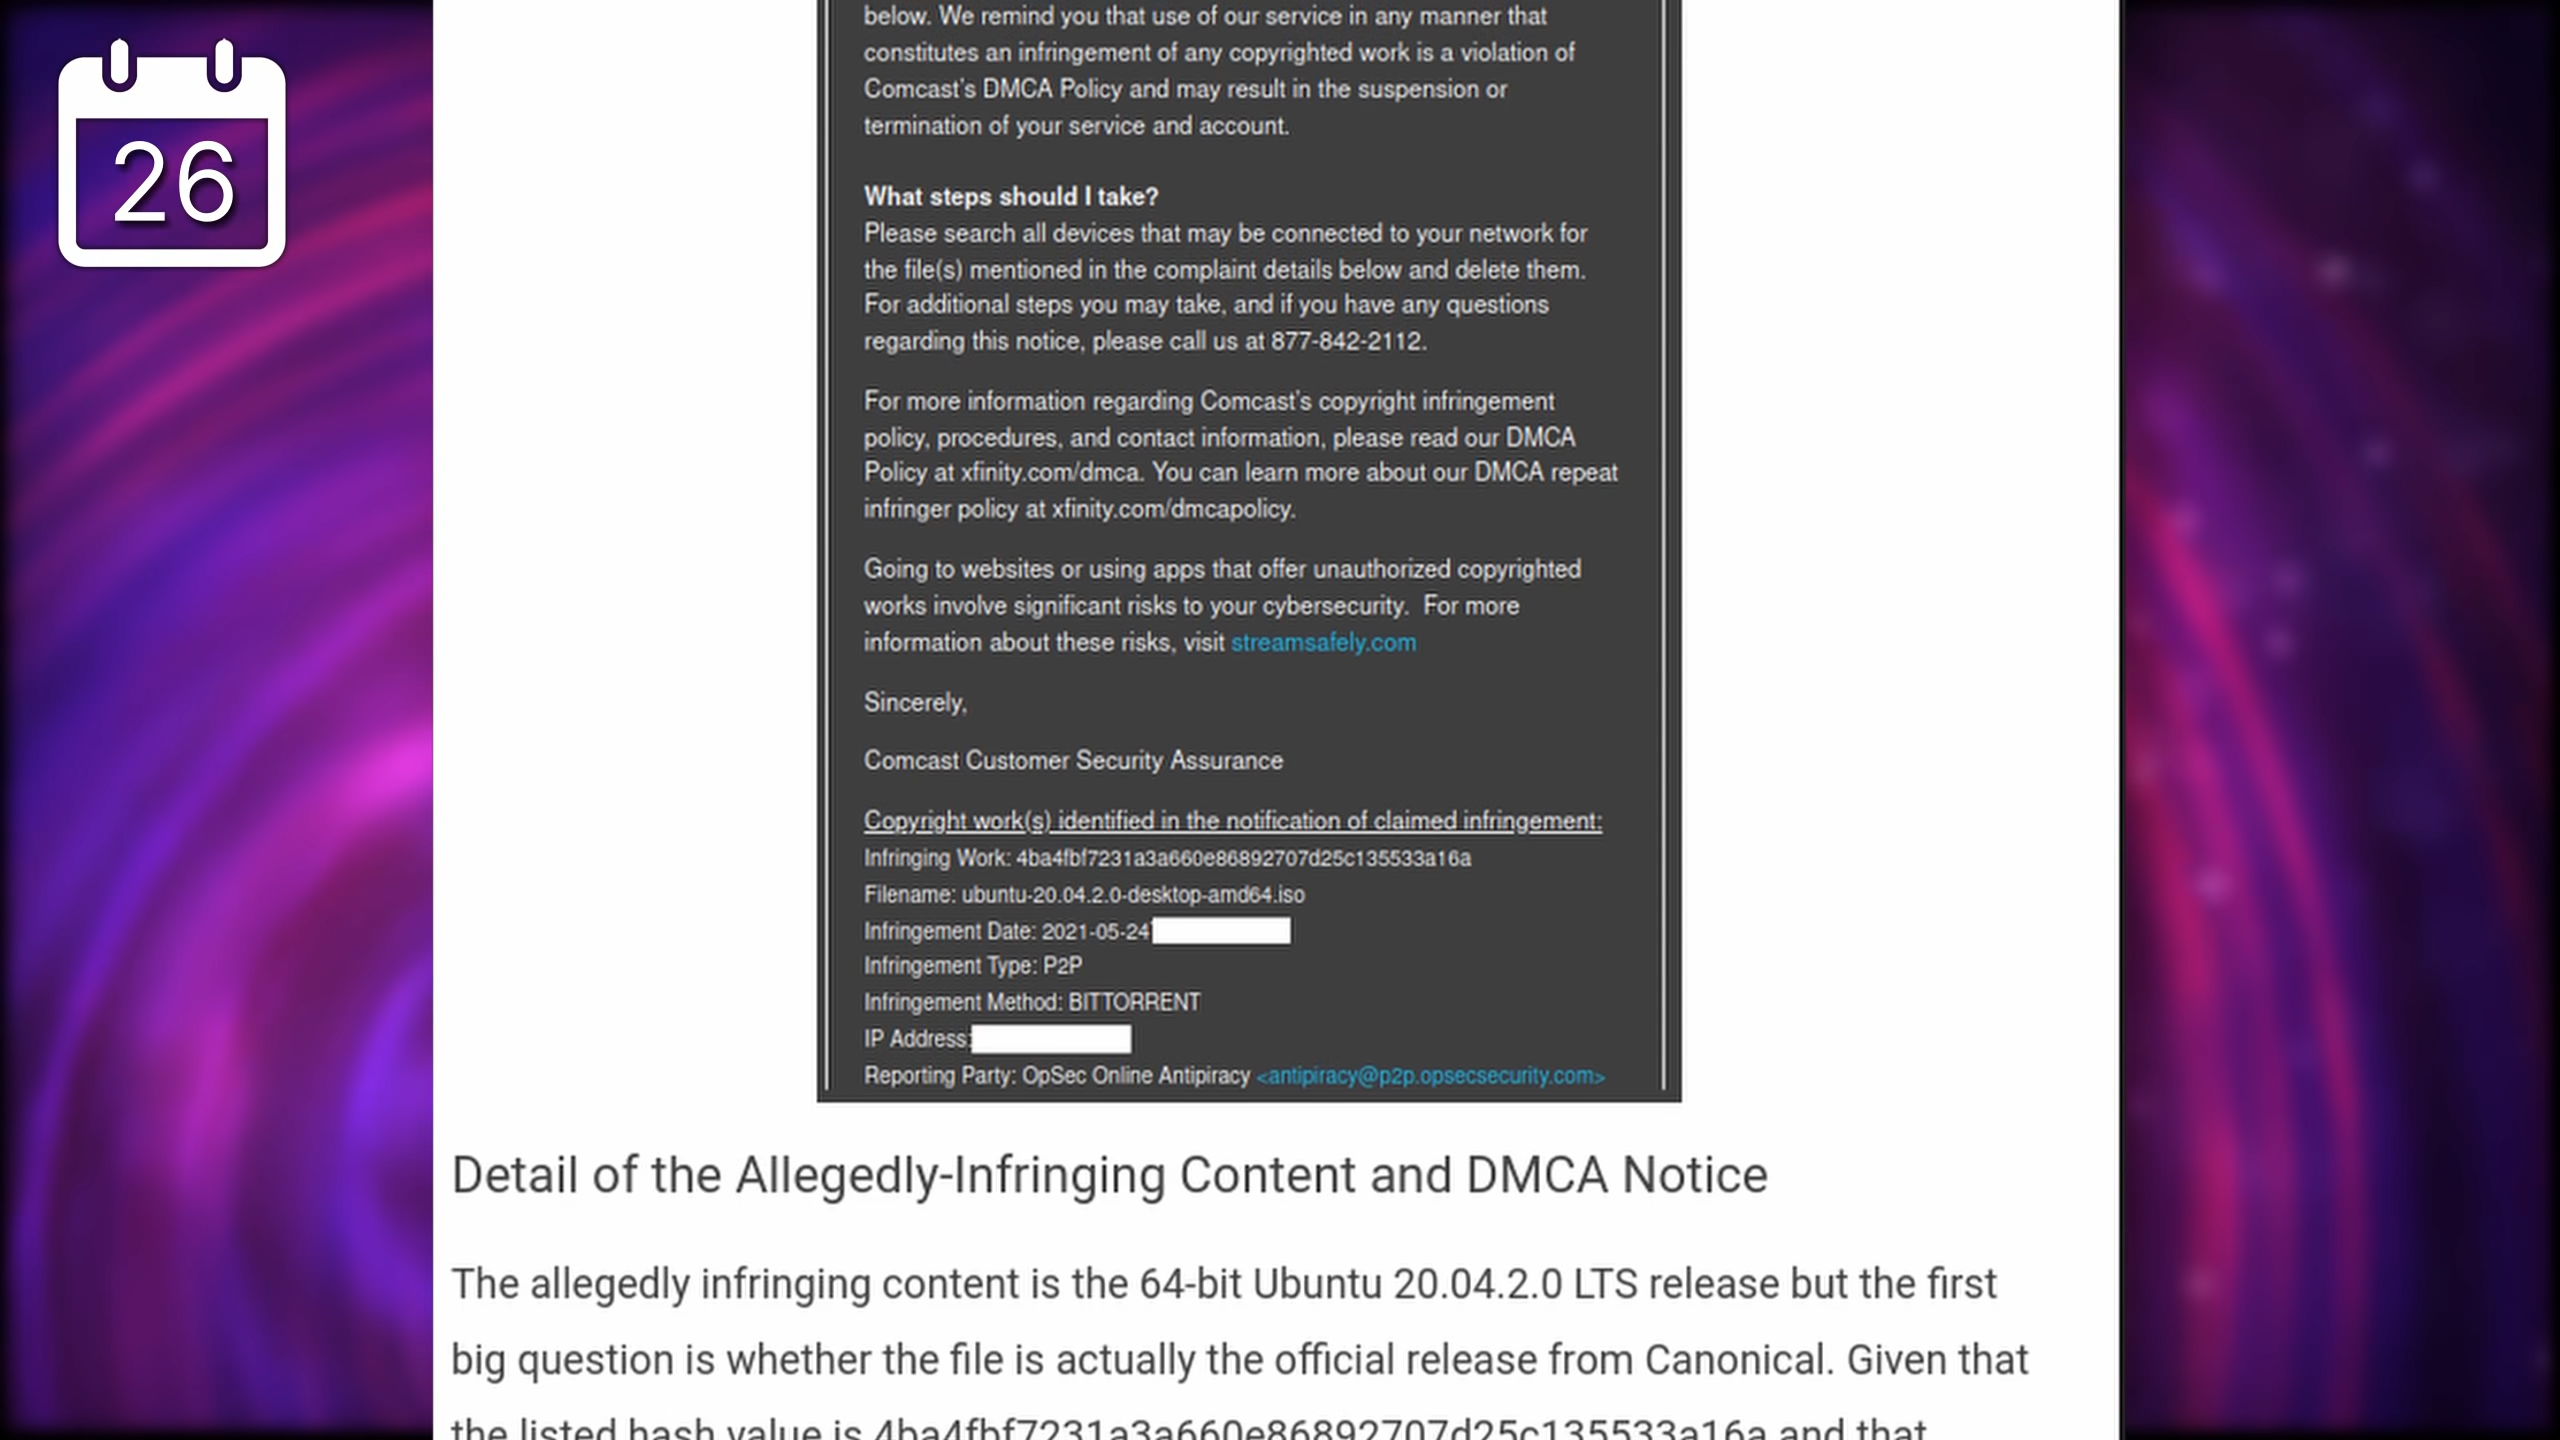 26
below. We remind you that use of our service in any manner that
constitutes an infringement of any copyrighted work is a violation of
Comcast's DMCA Policy and may result in the suspension or
termination of your service and account.
What steps should I take?
Please search all devices that may be connected to your network for
the file(s) mentioned in the complaint details below and delete them.
For additional steps you may take, and if you have any questions
regarding this notice, please call us at 877-842-2112.
For more information regarding Comcast's copyright infringement
policy, procedures, and contact information, please read our DMCA
Policy at xfinity.com/dmca. You can learn more about our DMCA repeat
infringer policy at xfinity.com/dmcapolicy.
Going to websites or using apps that offer unauthorized copyrighted
works involve significant risks to your cybersecurity.  For more
information about these risks, visit streamsafely.com
Sincerely,
Comcast Customer Security Assurance
Copyright work(s) identified in the notification of claimed infringement:
Infringing Work: 4ba4fbf7231a3a660e86892707d25c135533a16a
Filename: ubuntu-20.04.2.0-desktop-amd64.iso
Infringement Date: 2021-05-24
Infringement Type: P2P
Infringement Method: BITTORRENT
IP Address:
Reporting Party: OpSec Online Antipiracy <antipiracy@p2p.opsecsecurity.com>
Detail of the Allegedly-Infringing Content and DMCA Notice
The allegedly infringing content is the 64-bit Ubuntu 20.04.2.0 LTS release but the first
big question is whether the file is actually the official release from Canonical. Given that
the listed hash value is 4ba4fbf7231a3a660e86892707d25c135533a16a and that